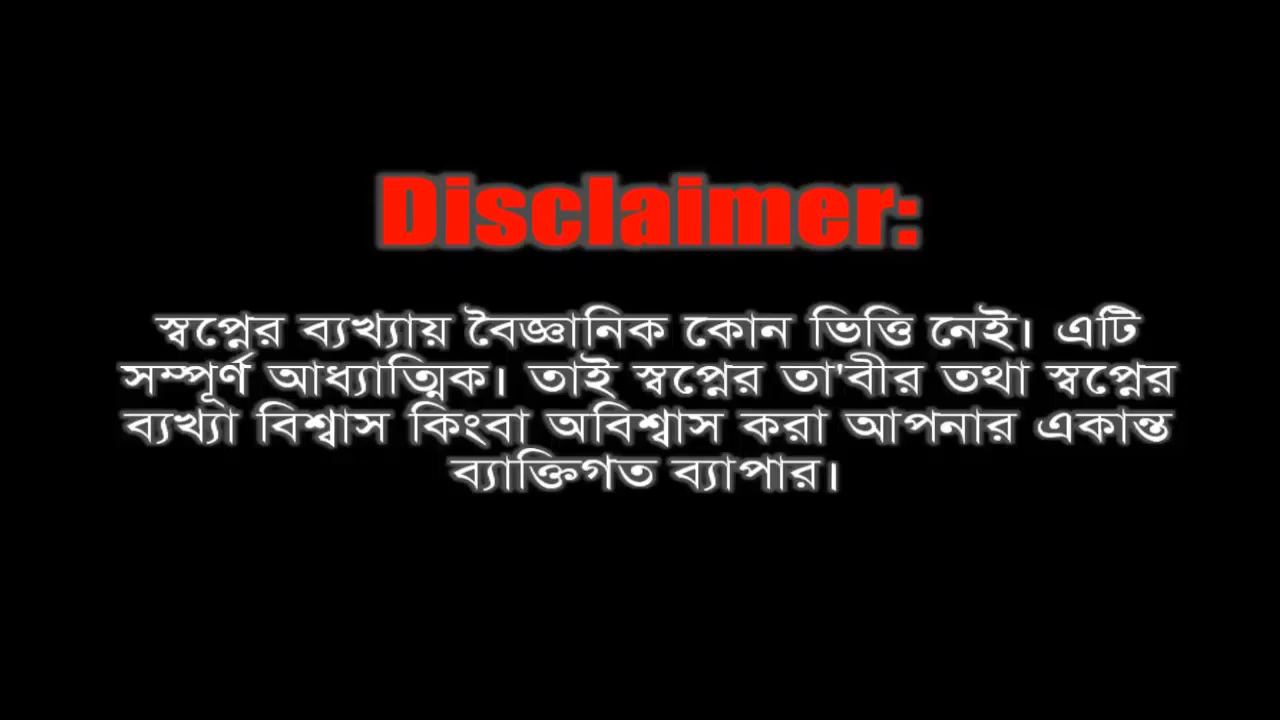 Disclaimer:
স্বপ্নের ব্যখ্যায় বৈজ্ঞানিক কোন ভিত্তি নেই। এটি
সম্পূর্ণ আধ্যাত্মিক। তাই স্বপ্নের তা'বীর তথা স্বপ্নের
ব্যখ্যা বিশ্বাস কিংবা অবিশ্বাস করা আপনার একান্ত
ব্যাক্তিগত ব্যাপার।